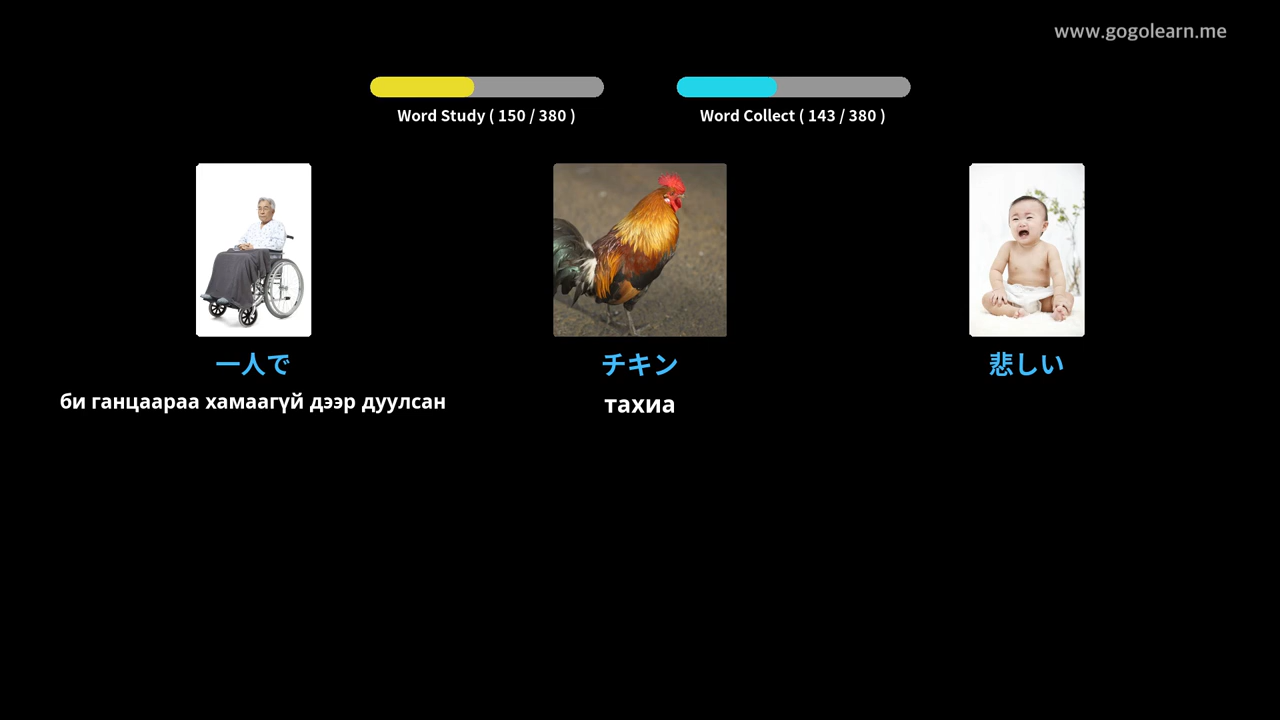 www.gogolearn.me
Word Study ( 150 / 380 )
Word Collect ( 143 / 380 )
一人で
チキン
悲しい
би ганцаараа хамаагүй дээр дуулсан
тахиа